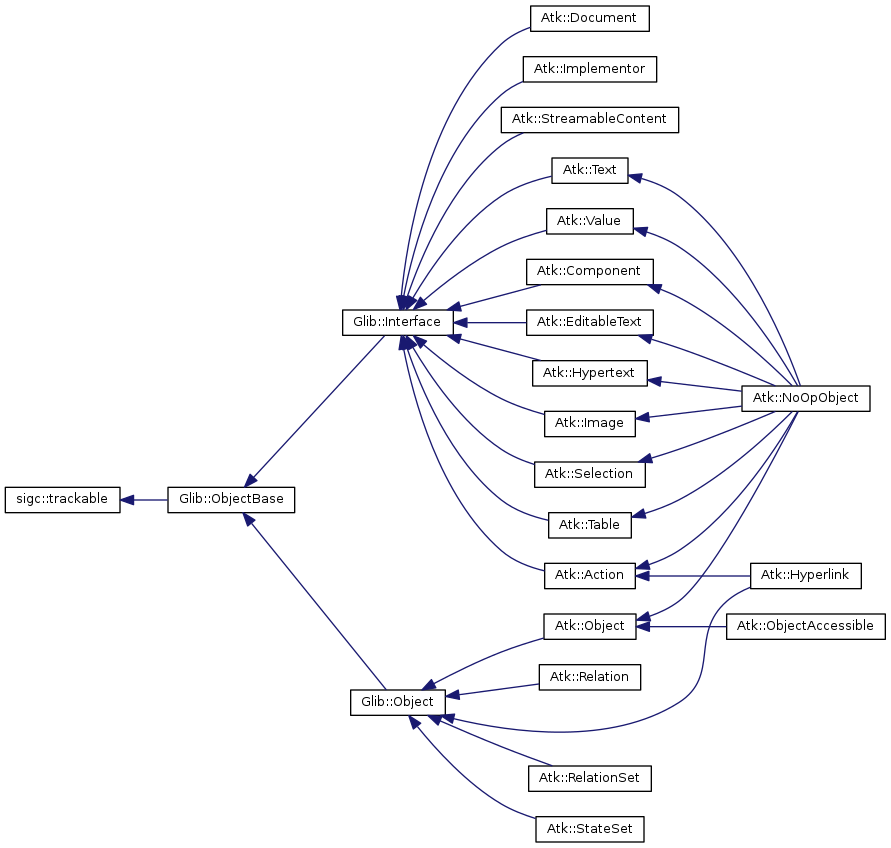 Atk::Document
Atk::Implementor
Atk::StreamableContent
Atk::Text
Atk::Value
Atk::Component
Glib::Interface
Atk::EditableText
Atk::Hypertext
Atk::NoOpObject
Atk::Image
Atk::Selection
sigc::trackable
Glib::ObjectBase
Atk::Table
Atk::Action
Atk::Hyperlink
Atk::Object
Atk::ObjectAccessible
Atk::Relation
Glib::Object
Atk::RelationSet
Atk::StateSet